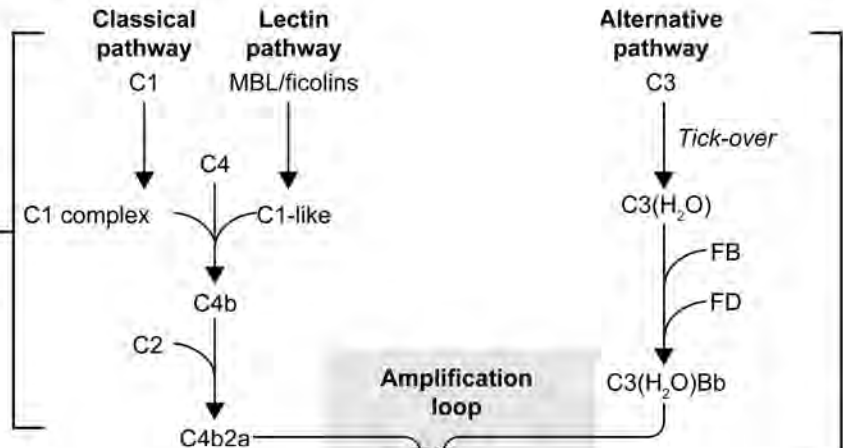 Classical
pathway
Lectin
pathway
Alternative
pathway
C1
MBL/ficolins
C3
Tick-over
C4
C1 complex
C1-like
C3(H₂O)
FB
C4b
FD
C2
Amplification
loop
C3(H₂O)Bb
C4b2a